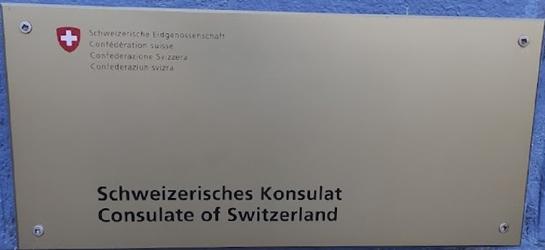 Schweizerische Eidgenossenschaft
Confédération suisse
Confederazione Svizzera
Confederaziun svizra
Schweizerisches Konsulat
Consulate of Switzerland